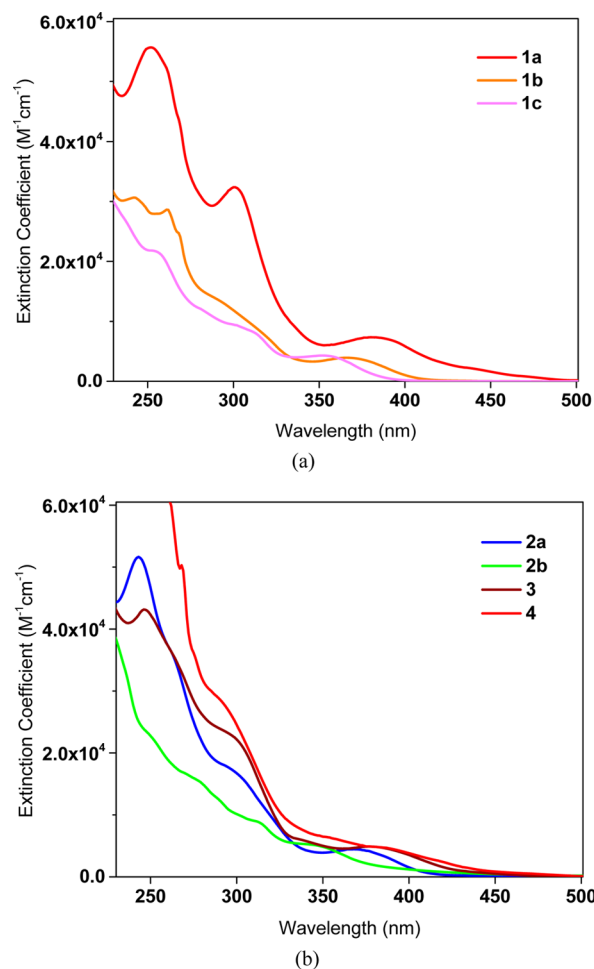 6.0x10⁴
4.0x10⁴
2.0x10⁴
0.0
Extinction Coefficient (M⁻¹cm⁻¹)
1a
1b
1c
250 300 350 400 450 500
Wavelength (nm)
(a)
6.0x10⁴
4.0x10⁴
2.0x10⁴
0.0
Extinction Coefficient (M⁻¹cm⁻¹)
2a
2b
3
4
250 300 350 400 450 500
Wavelength (nm)
(b)